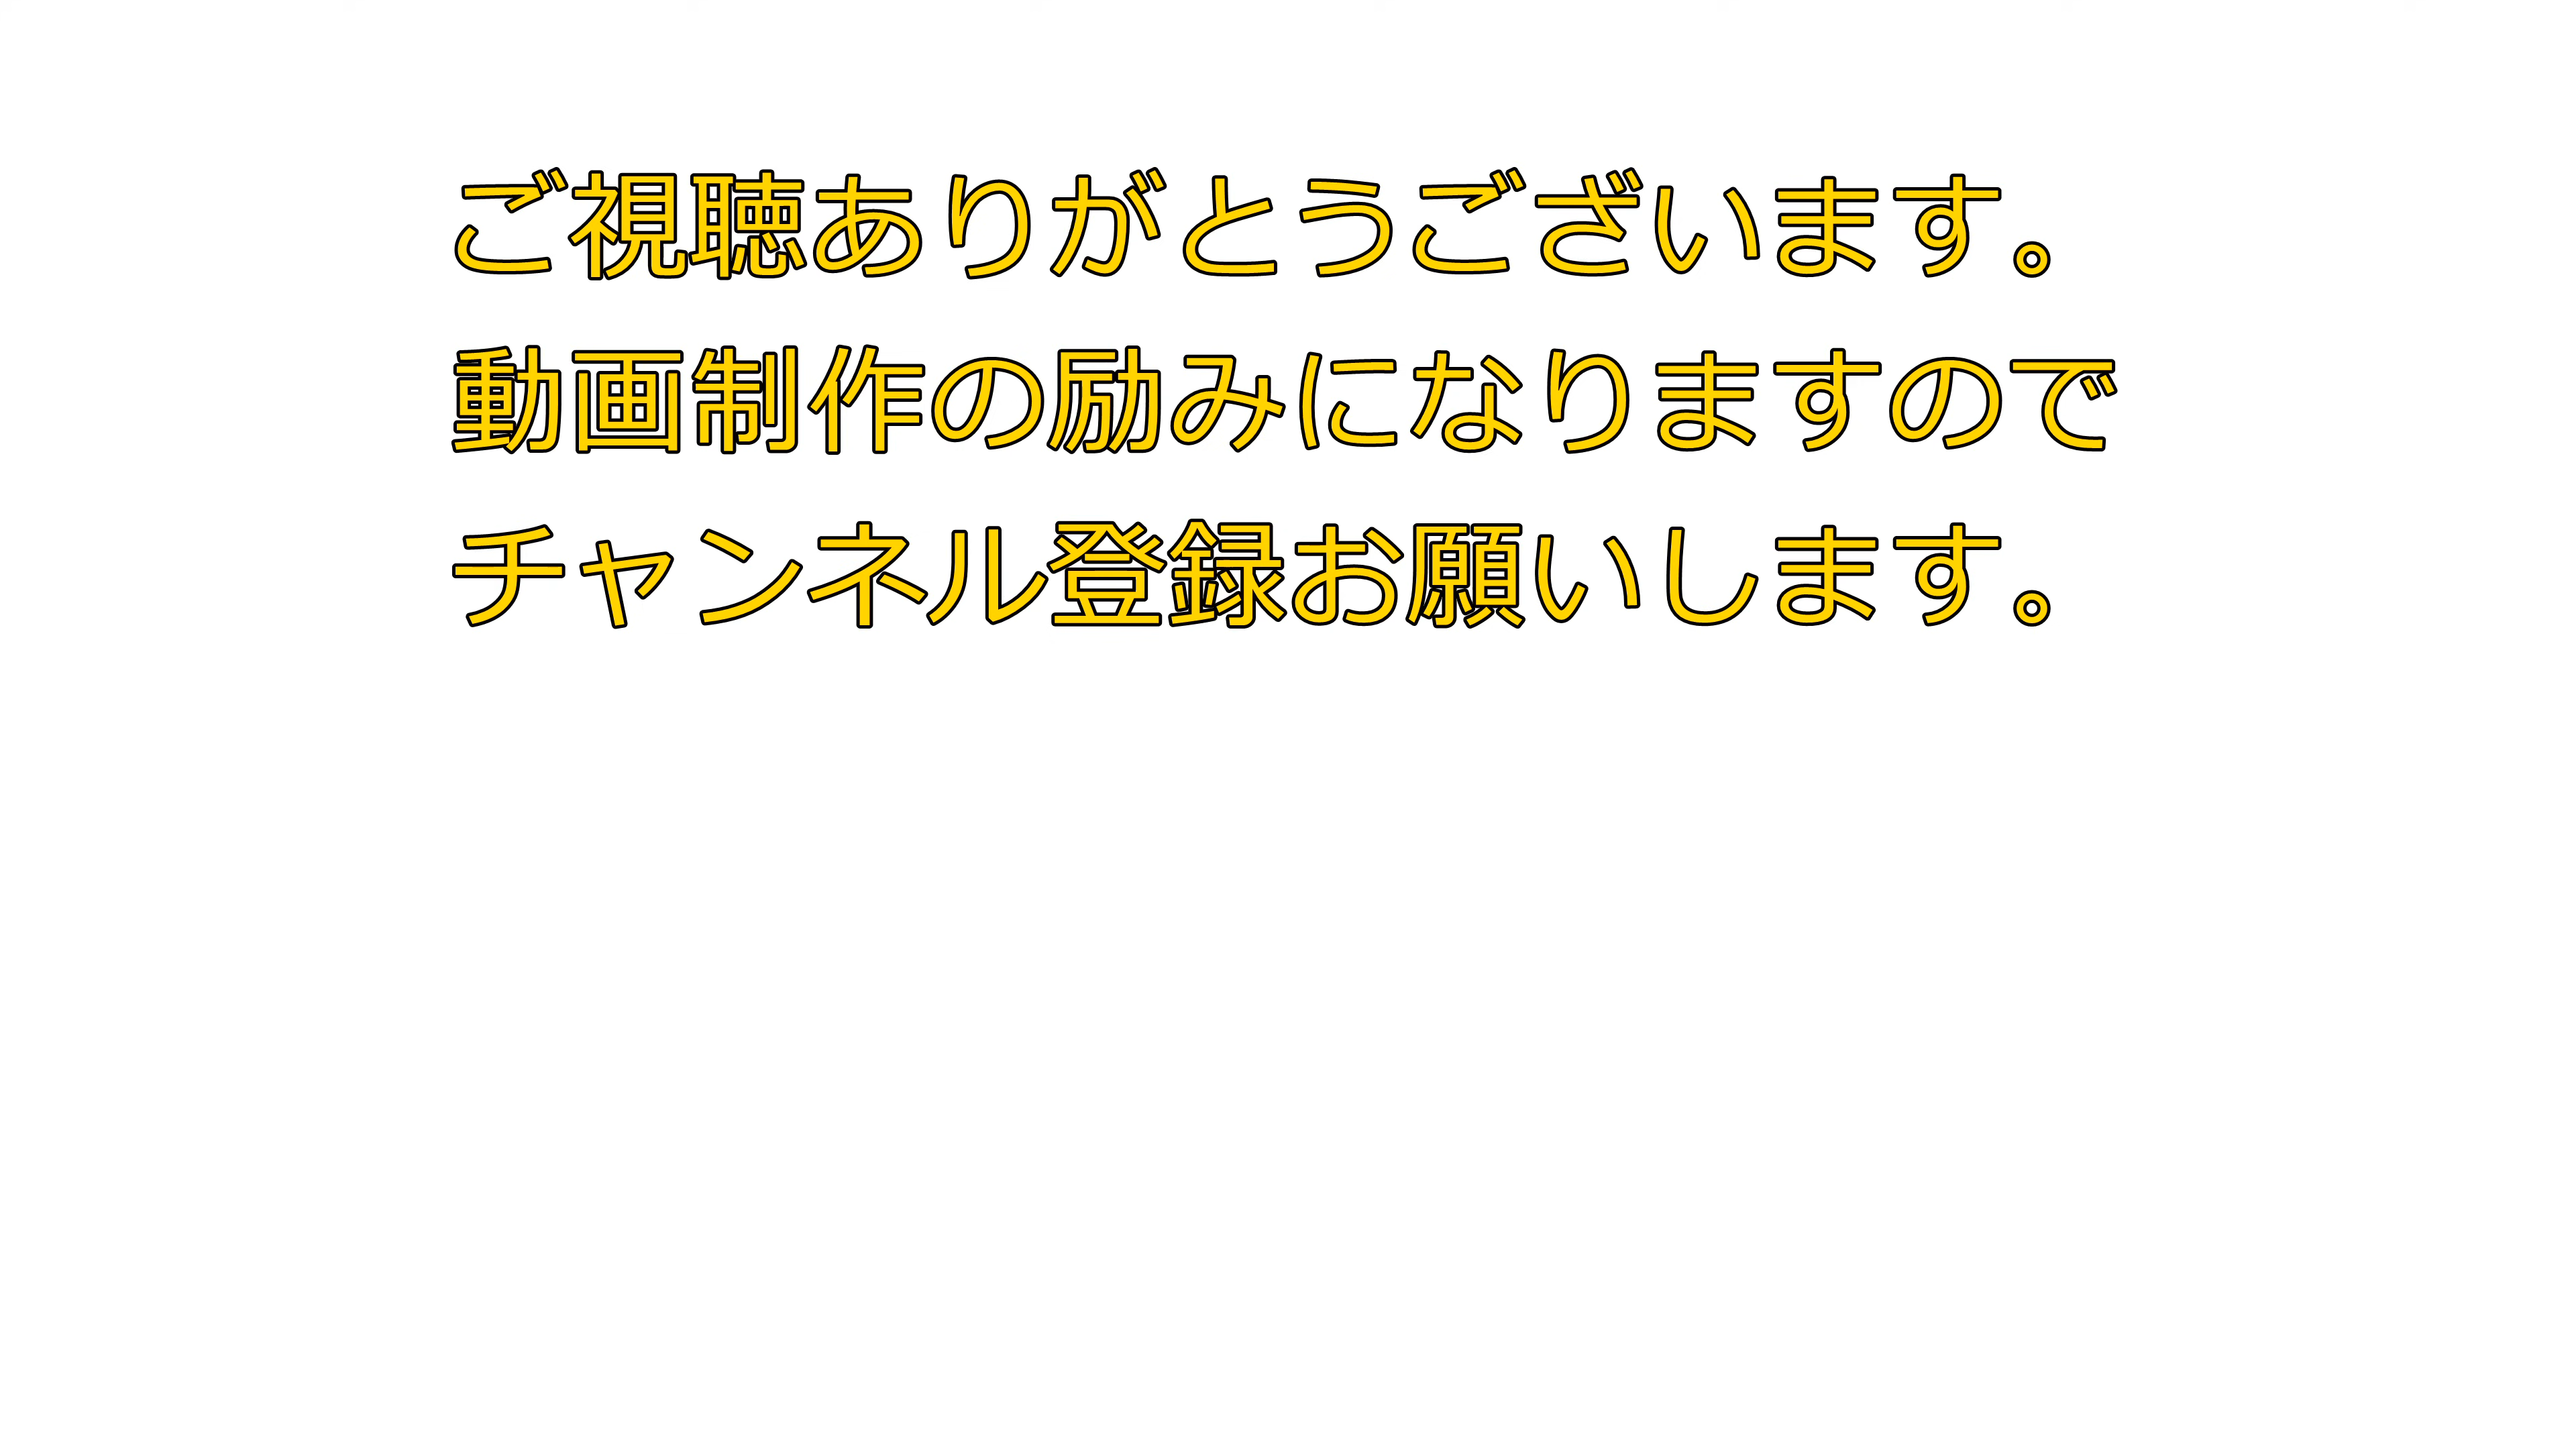 ご視聴ありがとうございます。
動画制作の励みになりますので
チャンネル登録お願いします。